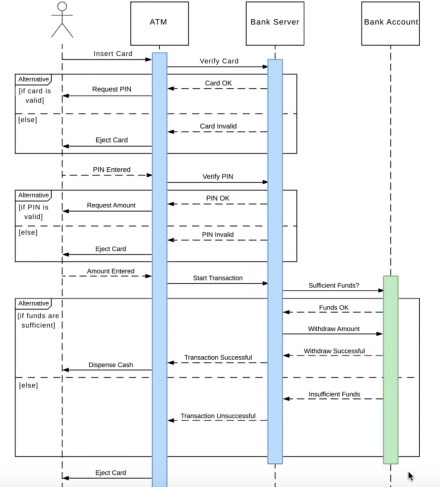 ATM
Bank Server
Bank Account
Insert Card
Verify Card
Alternative
Card OK
[if card is
valid]
Request PIN
[else]
Card Invalid
Eject Card
PIN Entered
Verify PIN
Alternative
PIN OK
[if PIN is
valid]
Request Amount
[else]
PIN Invalid
Eject Card
Amount Entered
Start Transaction
Sufficient Funds?
Alternative
Funds OK
[if funds are
sufficient]
Withdraw Amount
Withdraw Successful
Transaction Successful
Dispense Cash
[else]
Insufficient Funds
Transaction Unsuccessful
Eject Card